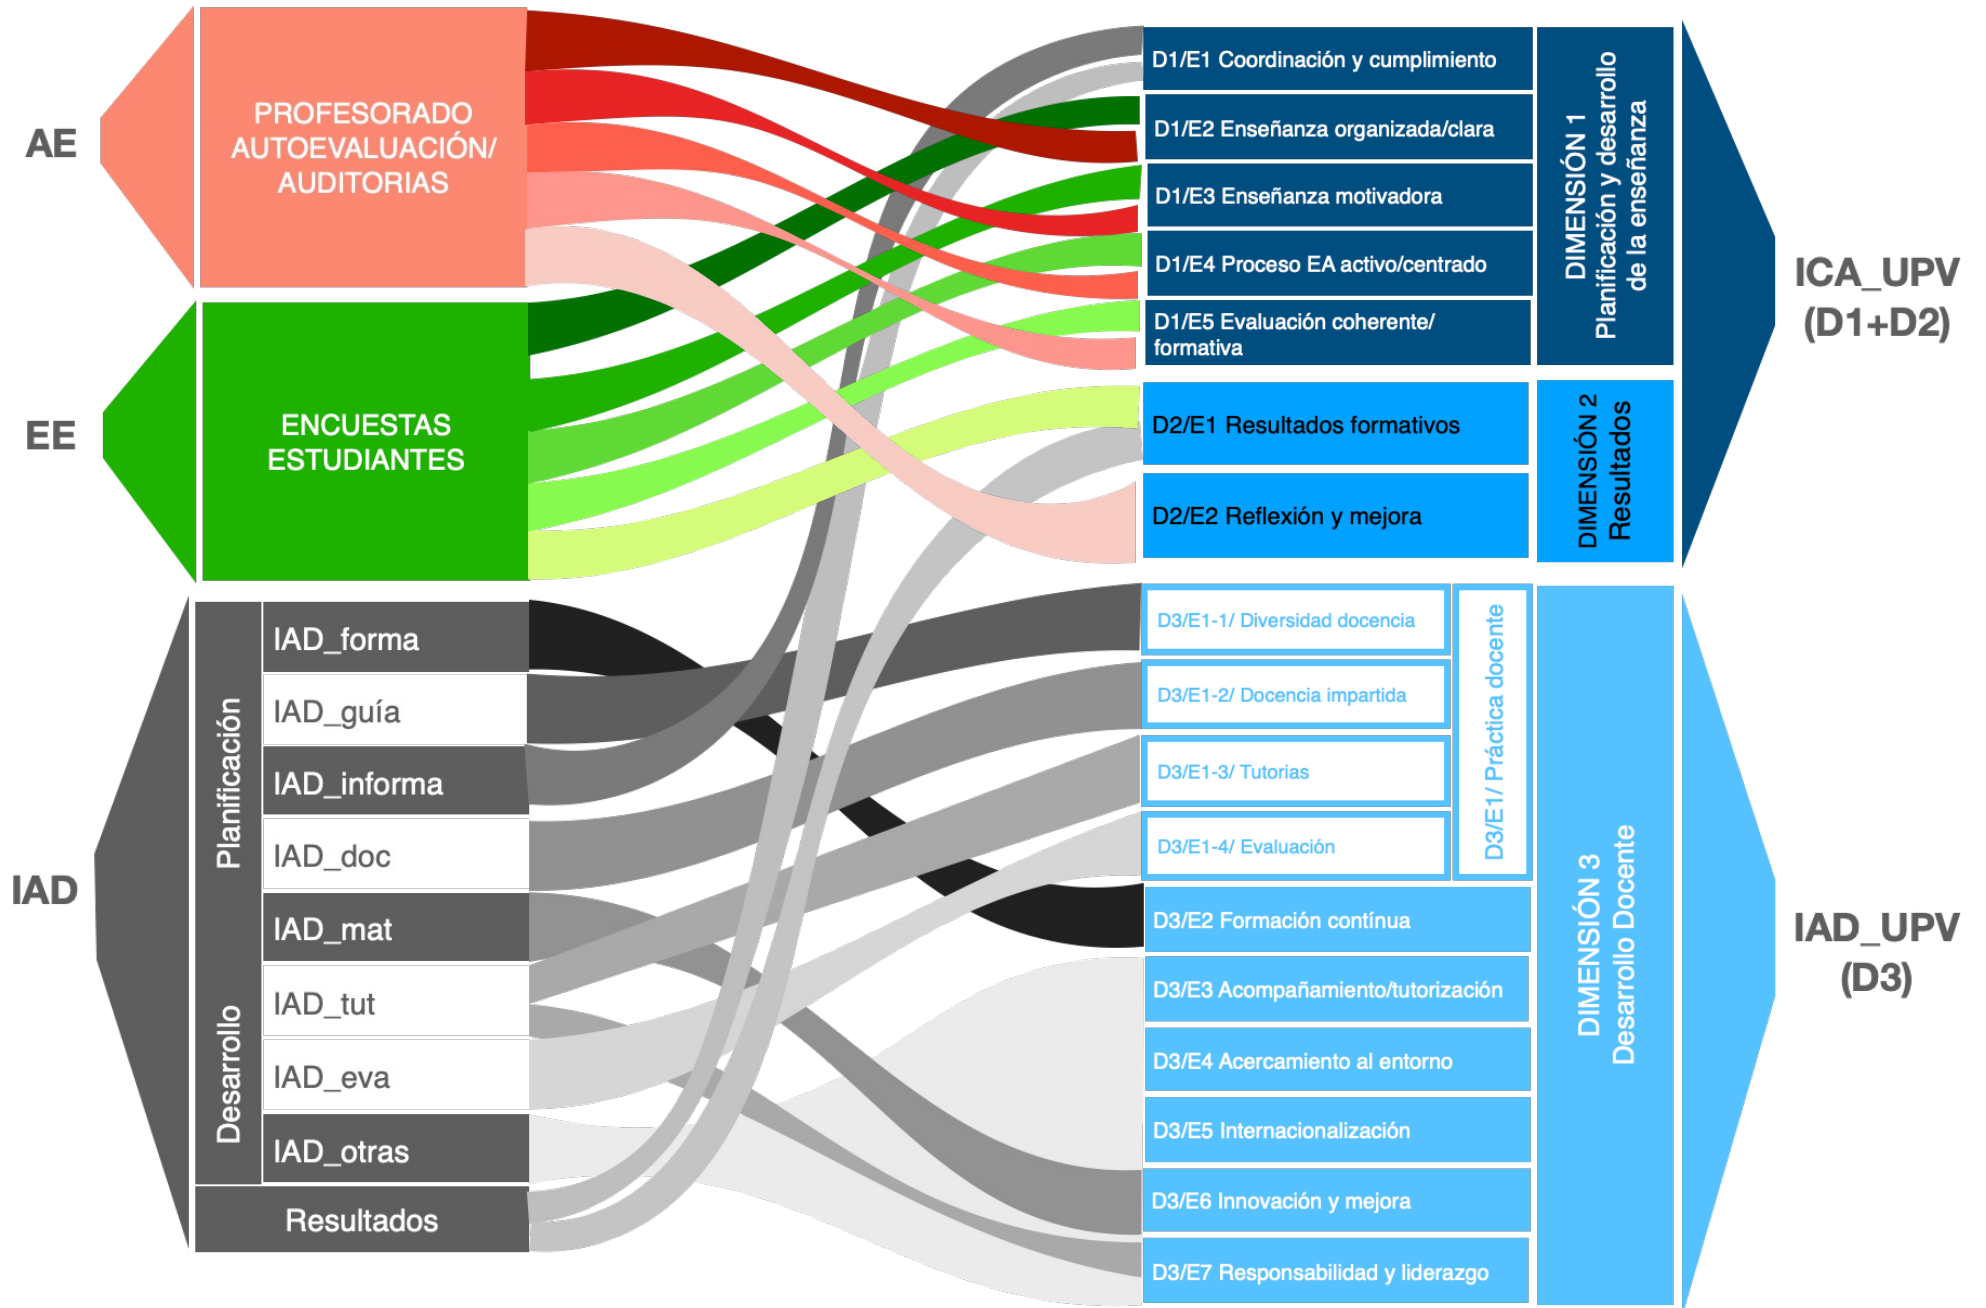 AE
PROFESORADO
AUTOEVALUACIÓN/
AUDITORIAS
EE
ENCUESTAS
ESTUDIANTES
IAD
Planificación
Desarrollo
IAD_forma
IAD_guía
IAD_informa
IAD_doc
IAD_mat
IAD_tut
IAD_eva
IAD_otras
Resultados
D1/E1 Coordinación y cumplimiento
D1/E2 Enseñanza organizada/clara
D1/E3 Enseñanza motivadora
D1/E4 Proceso EA activo/centrado
D1/E5 Evaluación coherente/
formativa
DIMENSIÓN 1
Planificación y desarrollo
de la enseñanza
D2/E1 Resultados formativos
D2/E2 Reflexión y mejora
DIMENSIÓN 2
Resultados
ICA_UPV
(D1+D2)
D3/E1-1/ Diversidad docencia
D3/E1-2/ Docencia impartida
D3/E1-3/ Tutorias
D3/E1-4/ Evaluación
D3/E1/ Práctica docente
D3/E2 Formación contínua
D3/E3 Acompañamiento/tutorización
D3/E4 Acercamiento al entorno
D3/E5 Internacionalización
D3/E6 Innovación y mejora
D3/E7 Responsabilidad y liderazgo
DIMENSIÓN 3
Desarrollo Docente
IAD_UPV
(D3)